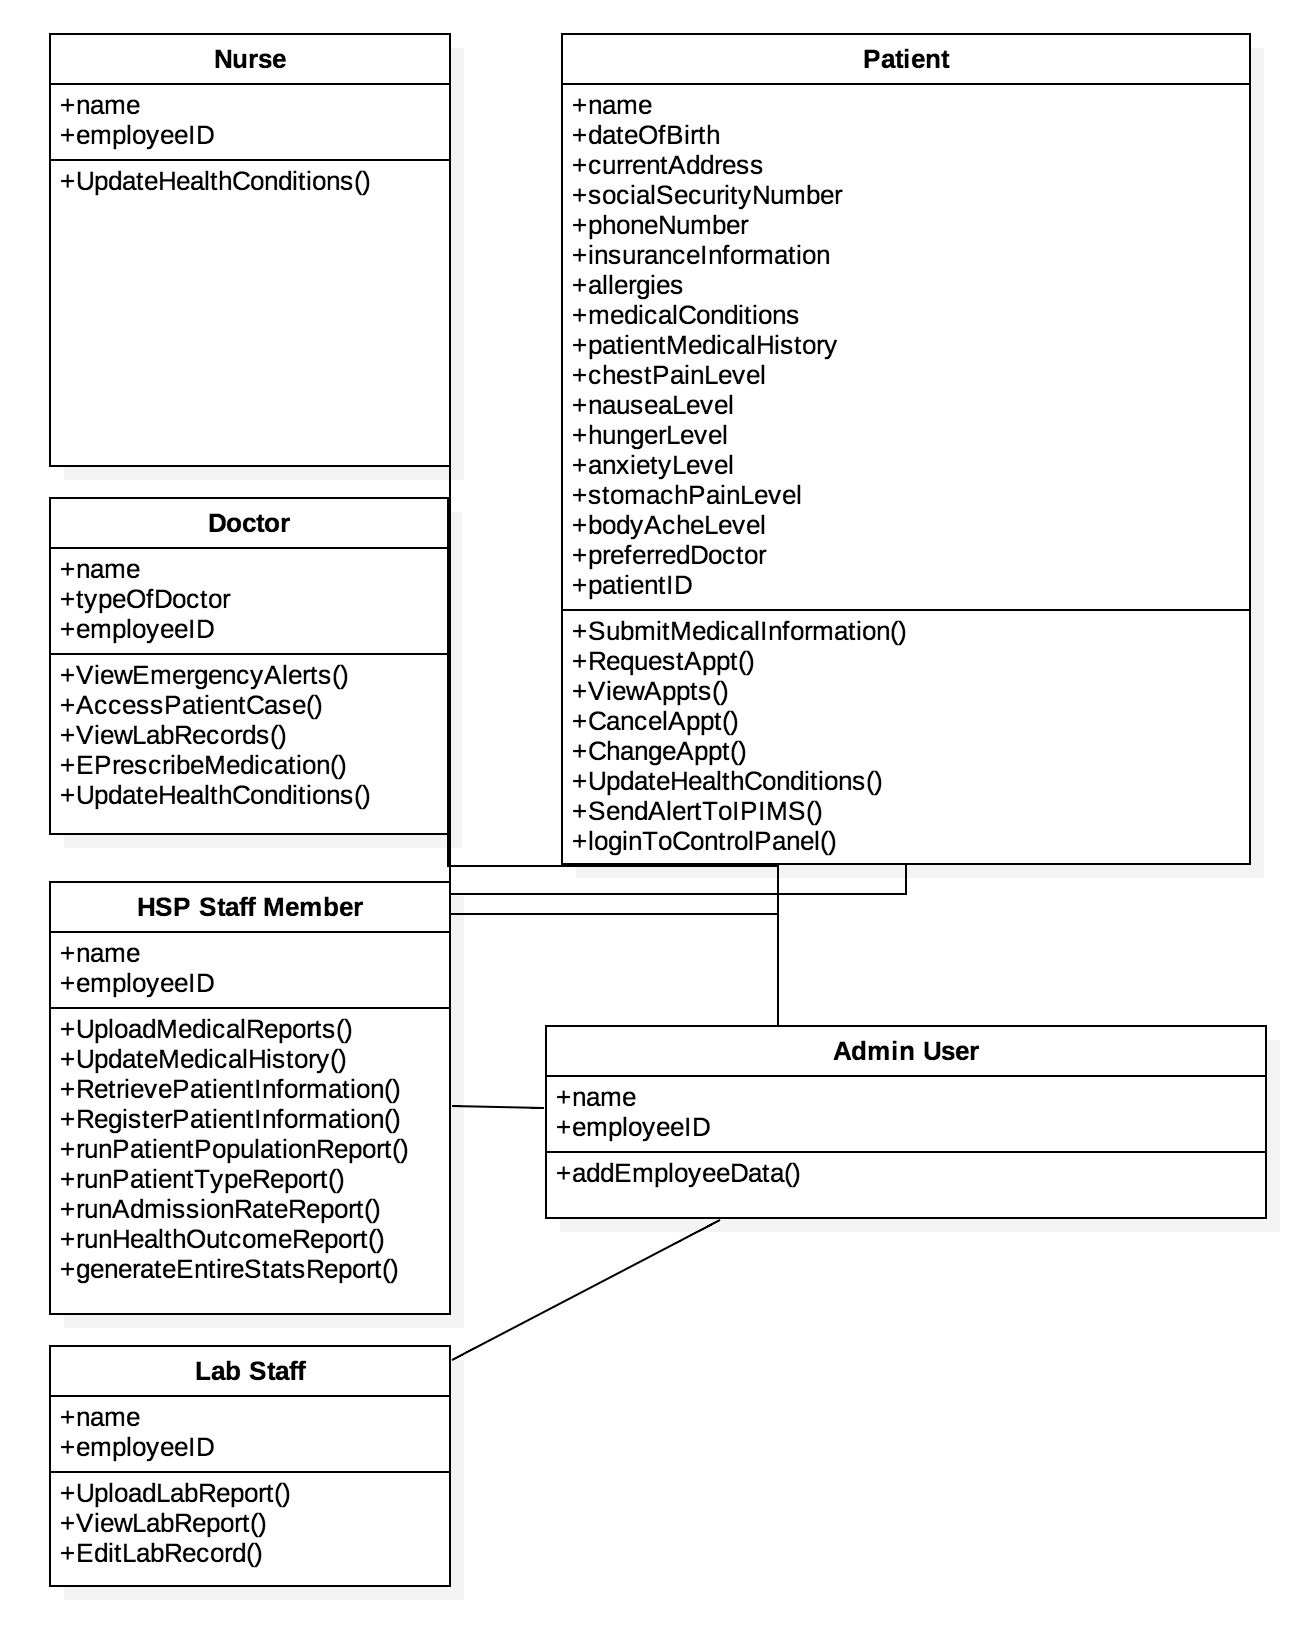 Nurse
+name
+employeeID
+UpdateHealthConditions()
Patient
+name
+dateOfBirth
+currentAddress
+socialSecurityNumber
+phoneNumber
+insuranceInformation
+allergies
+medicalConditions
+patientMedicalHistory
+chestPainLevel
+nauseaLevel
+hungerLevel
+anxietyLevel
+stomachPainLevel
+bodyAcheLevel
+preferredDoctor
+patientID
+SubmitMedicalInformation()
+RequestAppt()
+ViewAppts()
+CancelAppt()
+ChangeAppt()
+UpdateHealthConditions()
+SendAlertToIPIMS()
+loginToControlPanel()
Doctor
+name
+typeOfDoctor
+employeeID
+ViewEmergencyAlerts()
+AccessPatientCase()
+ViewLabRecords()
+EPrescribeMedication()
+UpdateHealthConditions()
HSP Staff Member
+name
+employeeID
+UploadMedicalReports()
+UpdateMedicalHistory()
+RetrievePatientInformation()
+RegisterPatientInformation()
+runPatientPopulationReport()
+runPatientTypeReport()
+runAdmissionRateReport()
+runHealthOutcomeReport()
+generateEntireStatsReport()
Admin User
+name
+employeeID
+addEmployeeData()
Lab Staff
+name
+employeeID
+UploadLabReport()
+ViewLabReport()
+EditLabRecord()